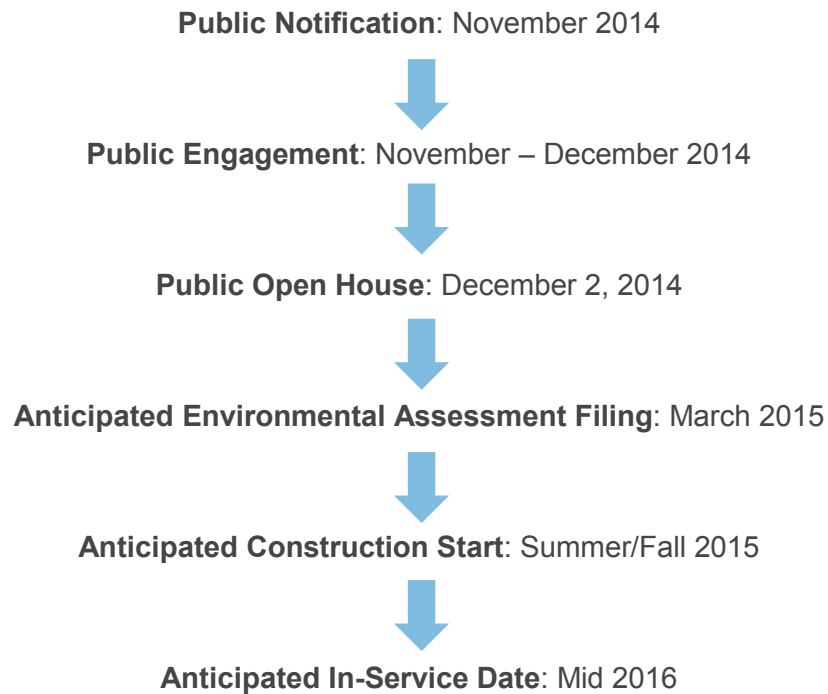 Public Notification: November 2014
Public Engagement: November – December 2014
Public Open House: December 2, 2014
Anticipated Environmental Assessment Filing: March 2015
Anticipated Construction Start: Summer/Fall 2015
Anticipated In-Service Date: Mid 2016